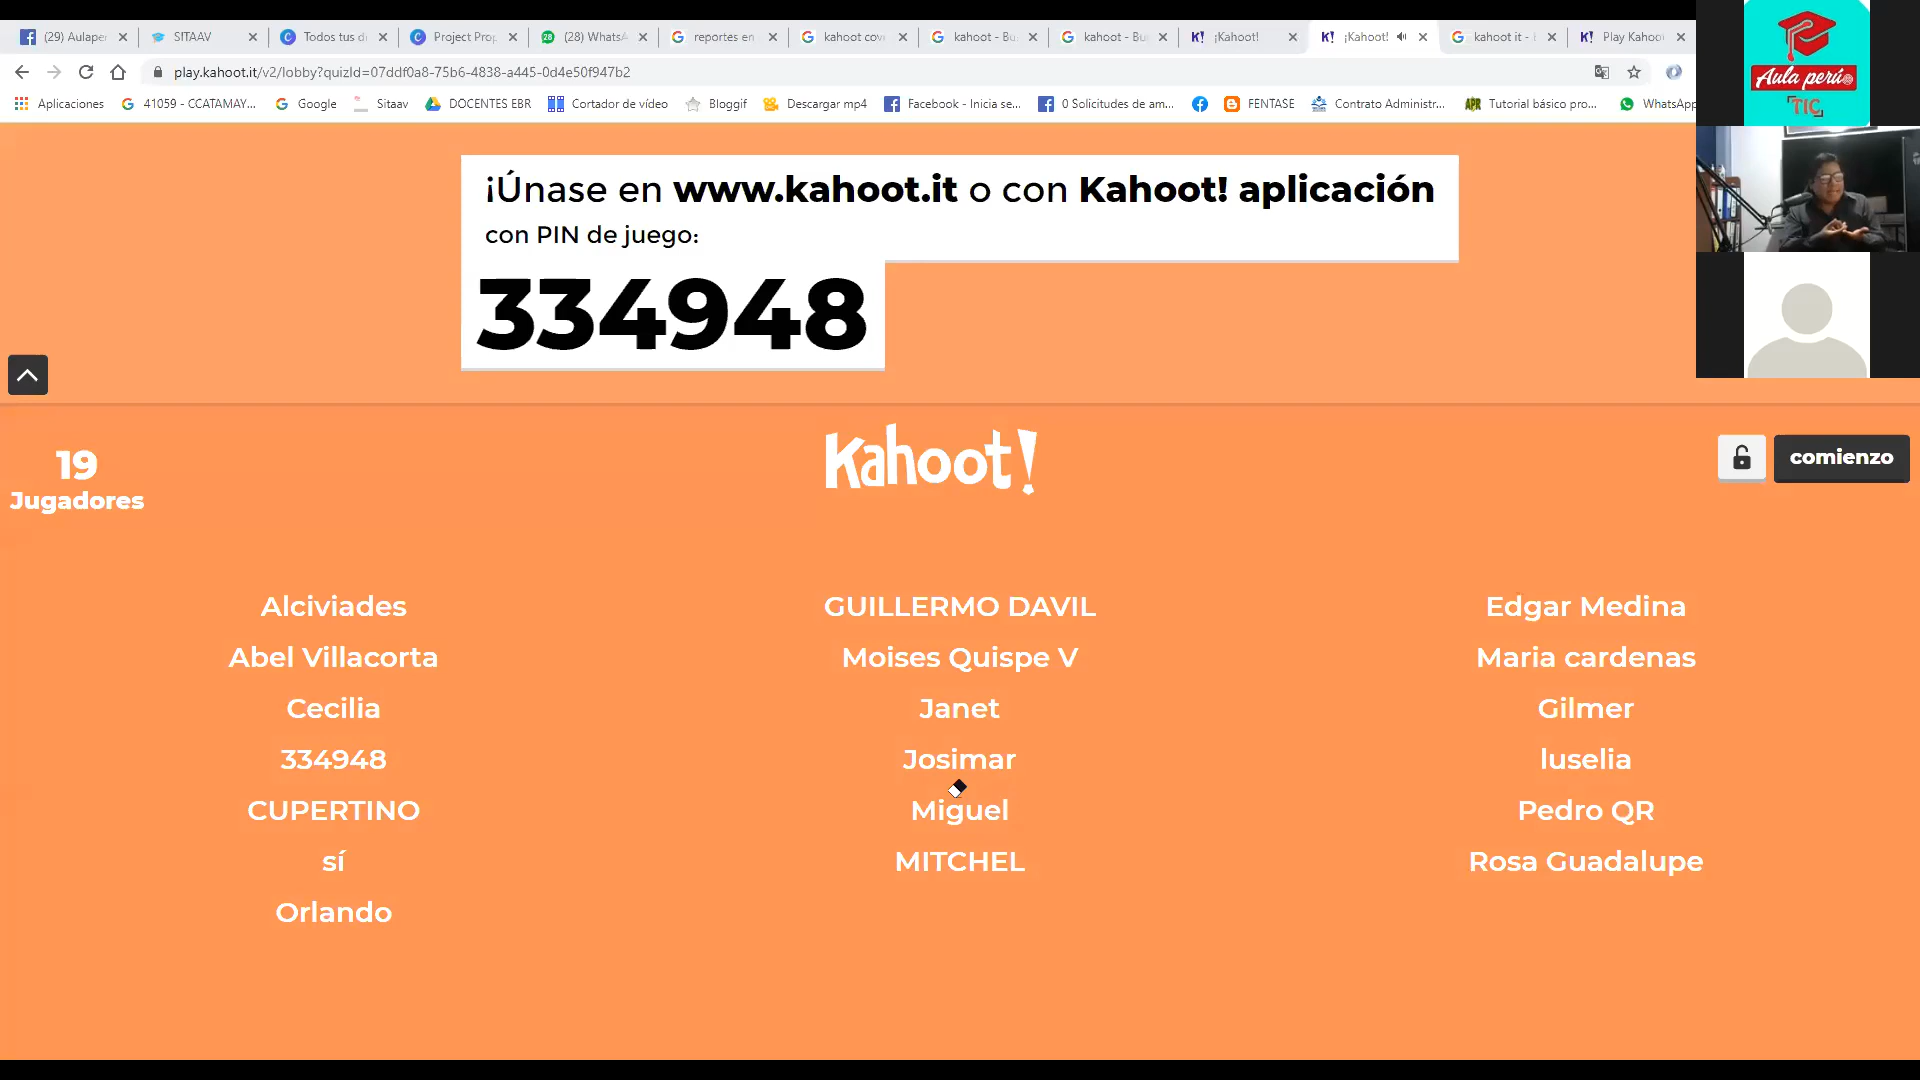 (29) Aulaper
SITAAV
Todos tus di
Project Prop
(28) WhatsA
reportes en
kahoot cov
kahoot - Bu
kahoot - Bu
K! ¡Kahoot!
K! ¡Kahoot!
kahoot it - B
K! Play Kahoo
play.kahoot.it/v2/lobby?quizId=07ddf0a8-75b6-4838-a445-0d4e50f947b2
Aplicaciones
41059 - CCATAMAY...
Google
Sitaav
DOCENTES EBR
Cortador de vídeo
Bloggif
Descargar mp4
Facebook - Inicia se...
0 Solicitudes de am...
FENTASE
Contrato Administr...
Tutorial básico pro...
WhatsApp
Aula perú
TIC
¡Únase en www.kahoot.it o con Kahoot! aplicación
con PIN de juego:
334948
19
Jugadores
Kahoot!
comienzo
Alciviades
GUILLERMO DAVIL
Edgar Medina
Abel Villacorta
Moises Quispe V
Maria cardenas
Cecilia
Janet
Gilmer
334948
Josimar
luselia
CUPERTINO
Miguel
Pedro QR
sí
MITCHEL
Rosa Guadalupe
Orlando